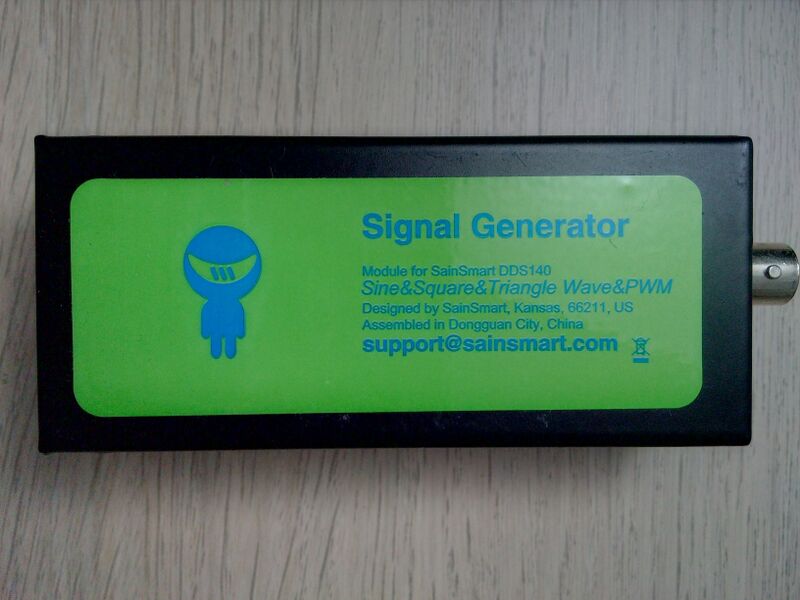 Signal Generator
Module for SainSmart DDS140
Sine&Square&Triangle Wave&PWM
Designed by SainSmart, Kansas, 66211, US
Assembled in Dongguan City, China
support@sainsmart.com